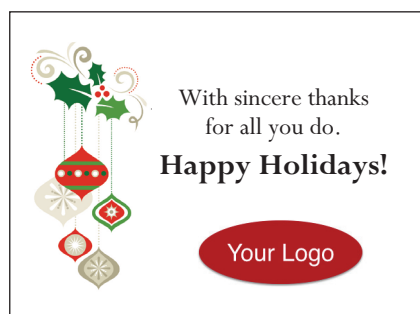 With sincere thanks
for all you do.
Happy Holidays!
Your Logo